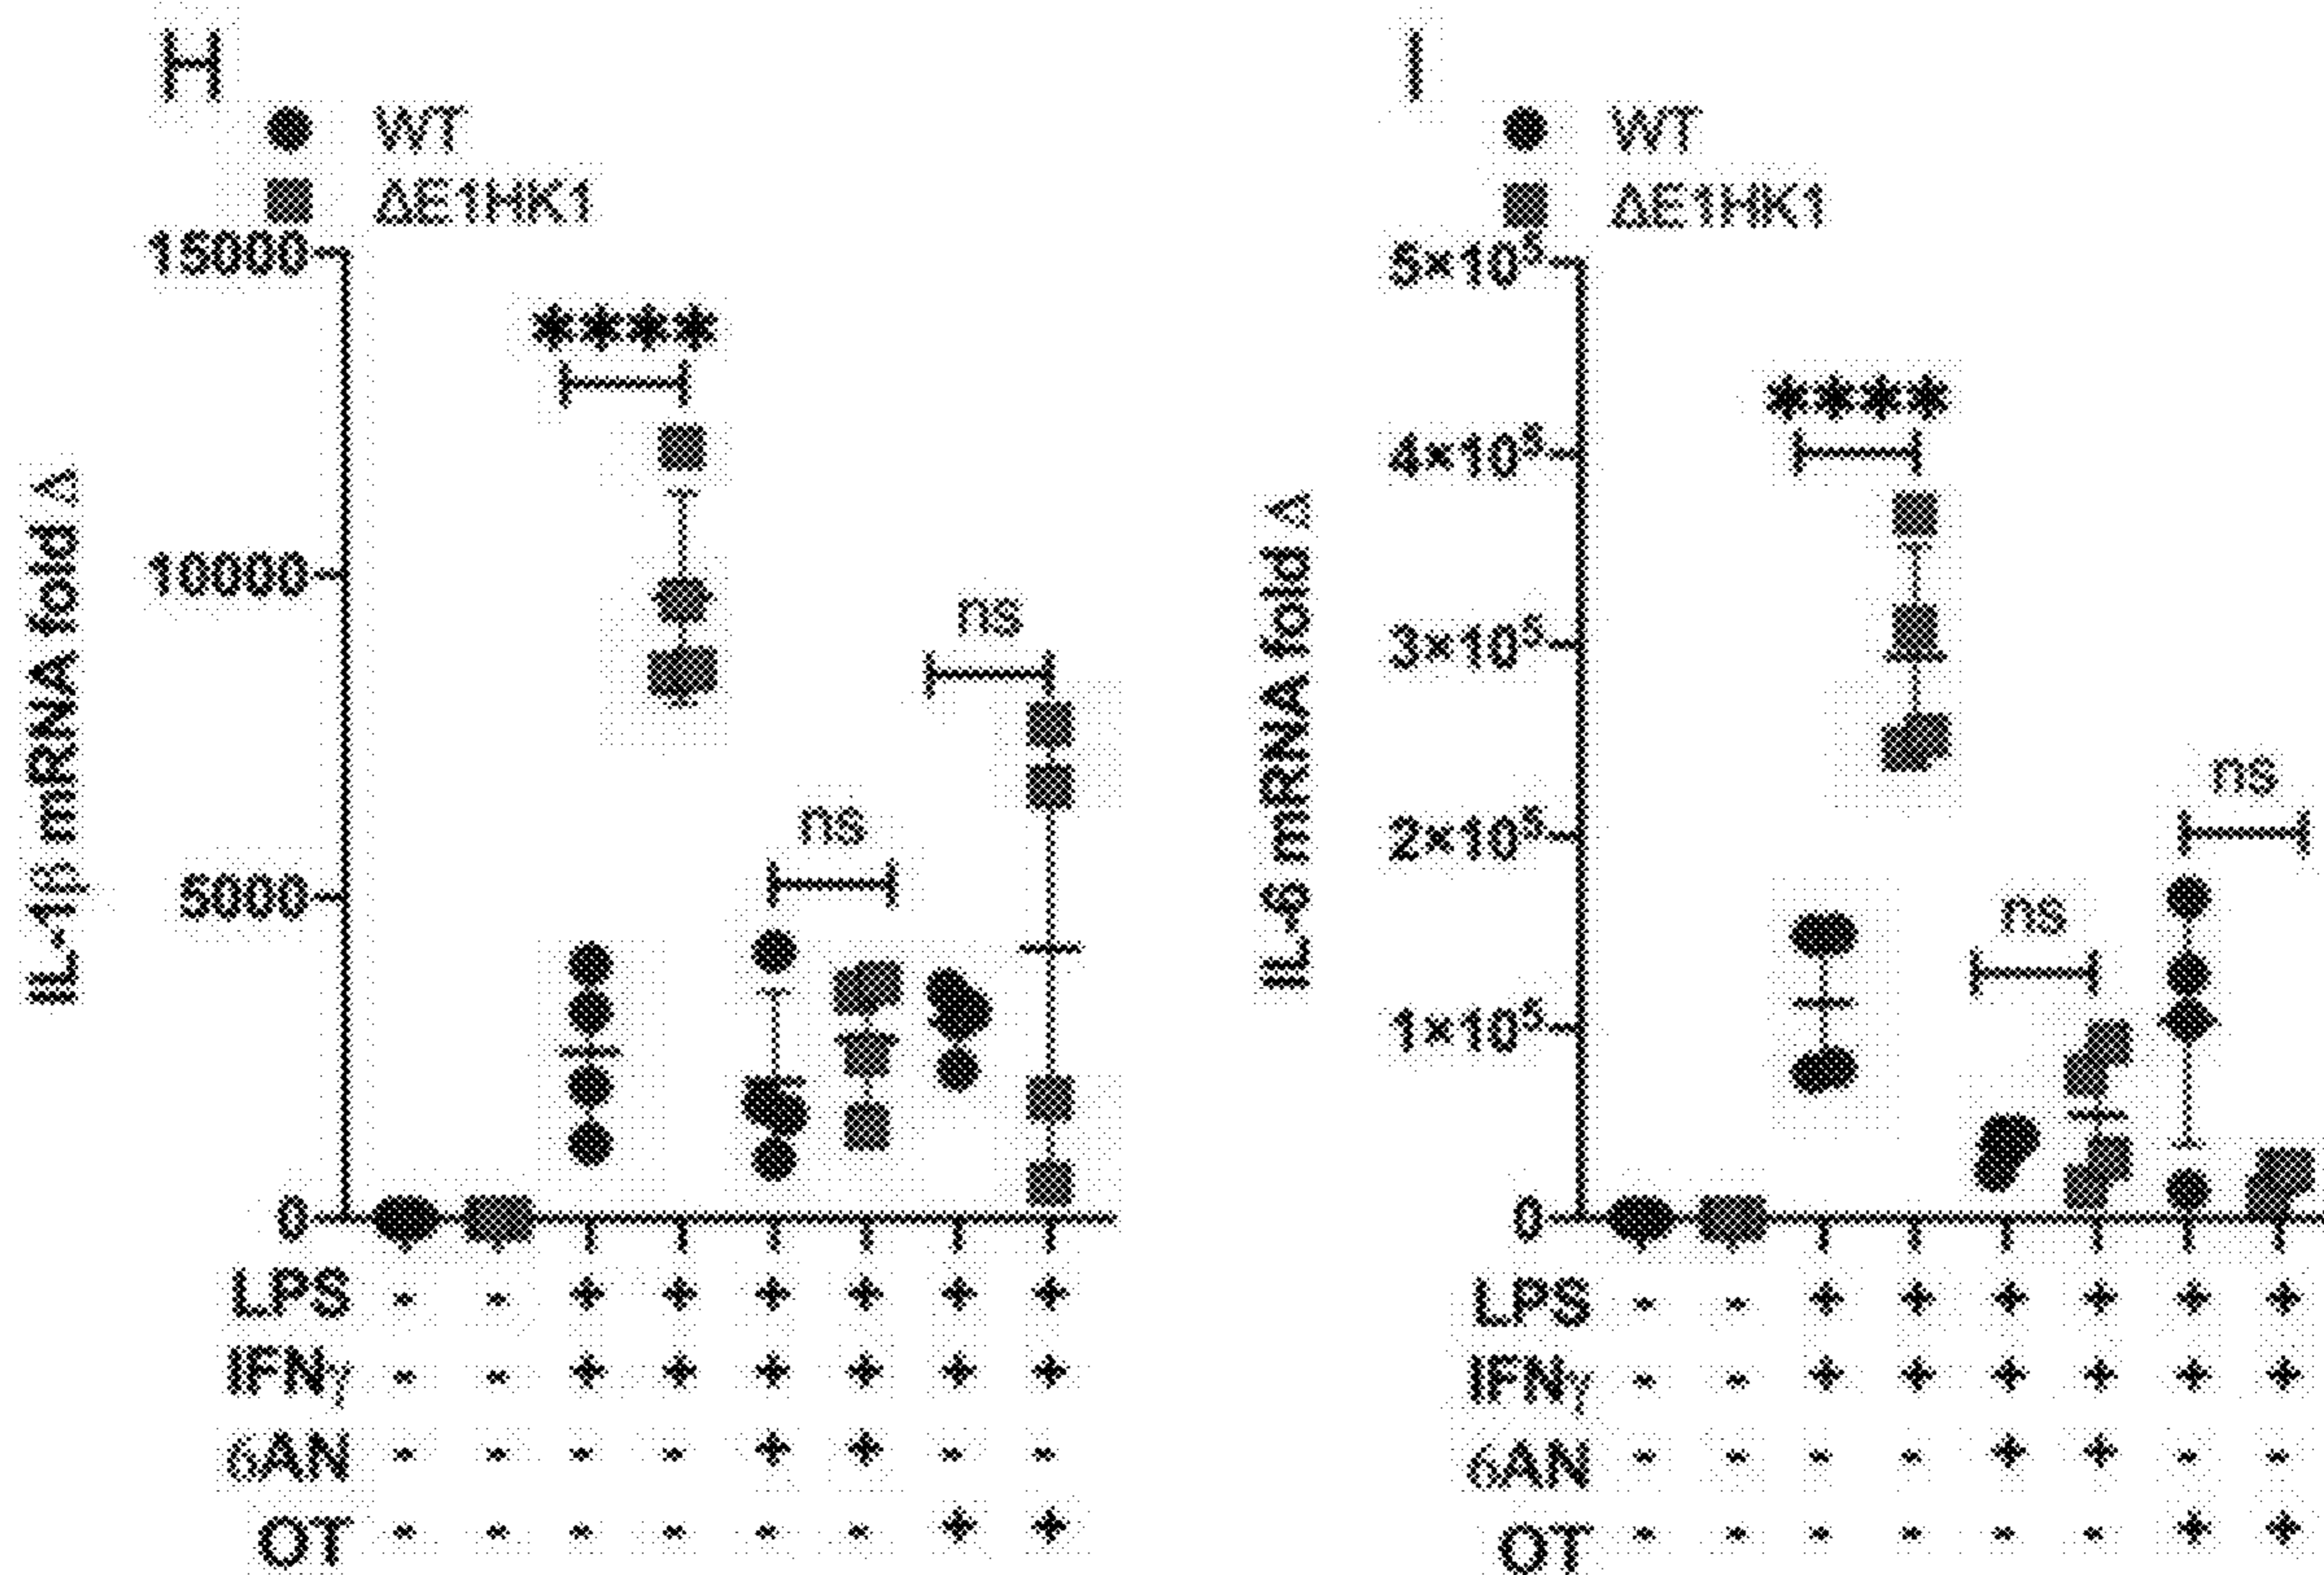 H
WT
ΔE1HK1
15000
10000
5000
0
IL-1β mRNA fold Δ
****
ns
ns
LPS - - + + + + + +
IFNγ - - + + + + + +
6AN - - - - + + - -
OT - - - - - - + +
I
WT
ΔE1HK1
5×10⁵
4×10⁵
3×10⁵
2×10⁵
1×10⁵
0
IL-6 mRNA fold Δ
****
ns
ns
LPS - - + + + + + +
IFNγ - - + + + + + +
6AN - - - - + + - -
OT - - - - - - + +